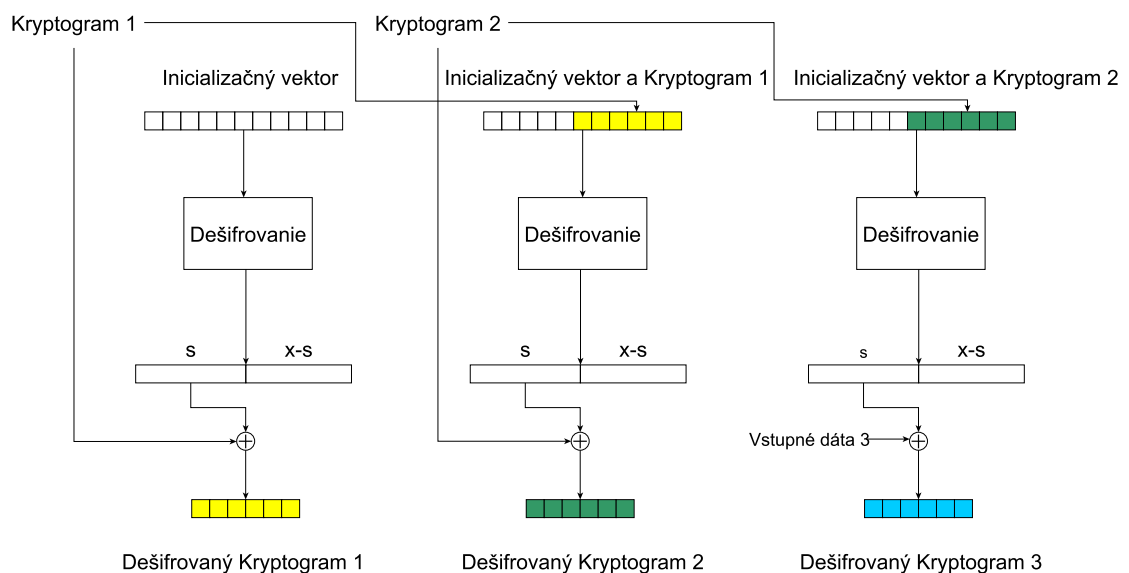 Kryptogram 1
Kryptogram 2
Inicializačný vektor
Inicializačný vektor a Kryptogram 1
Inicializačný vektor a Kryptogram 2
Dešifrovanie
Dešifrovanie
Dešifrovanie
s
x-s
s
x-s
s
x-s
Vstupné dáta 3
Dešifrovaný Kryptogram 1
Dešifrovaný Kryptogram 2
Dešifrovaný Kryptogram 3